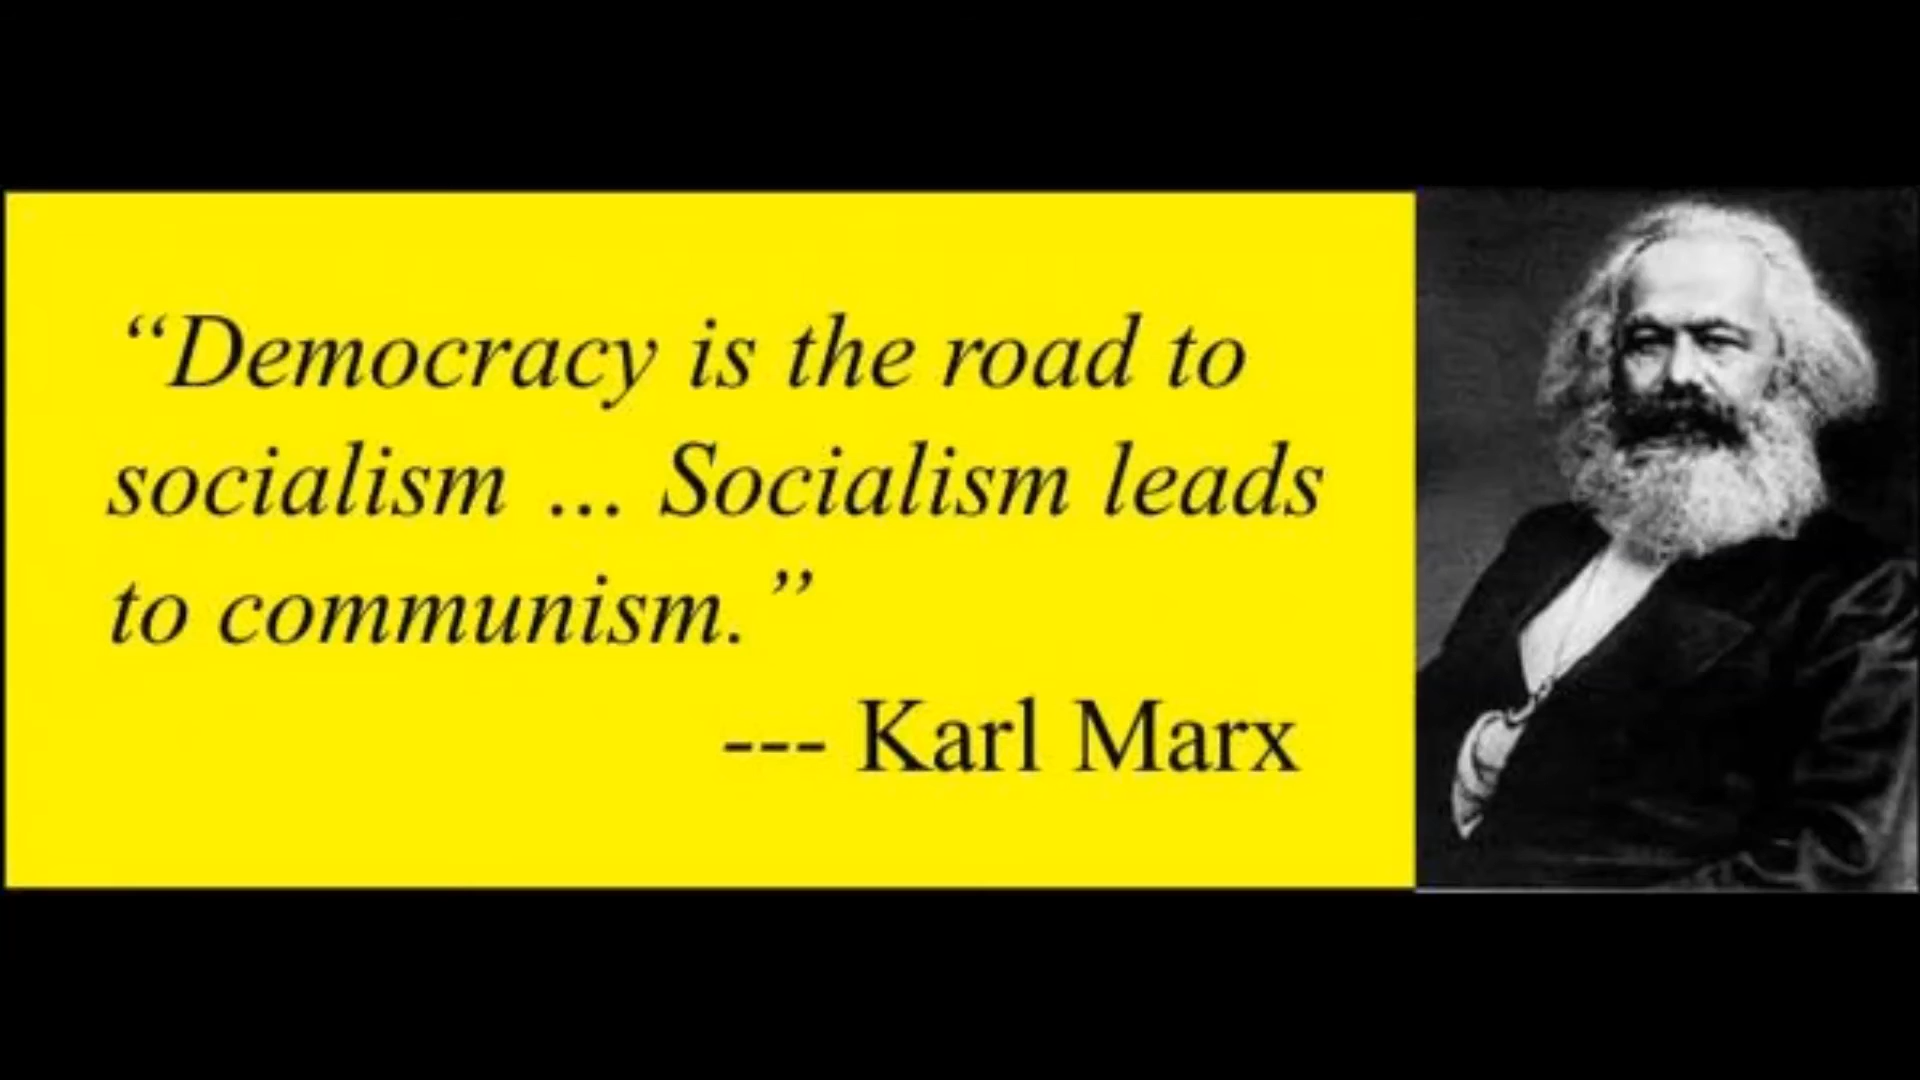 “Democracy is the road to
socialism ... Socialism leads
to communism.”
--- Karl Marx